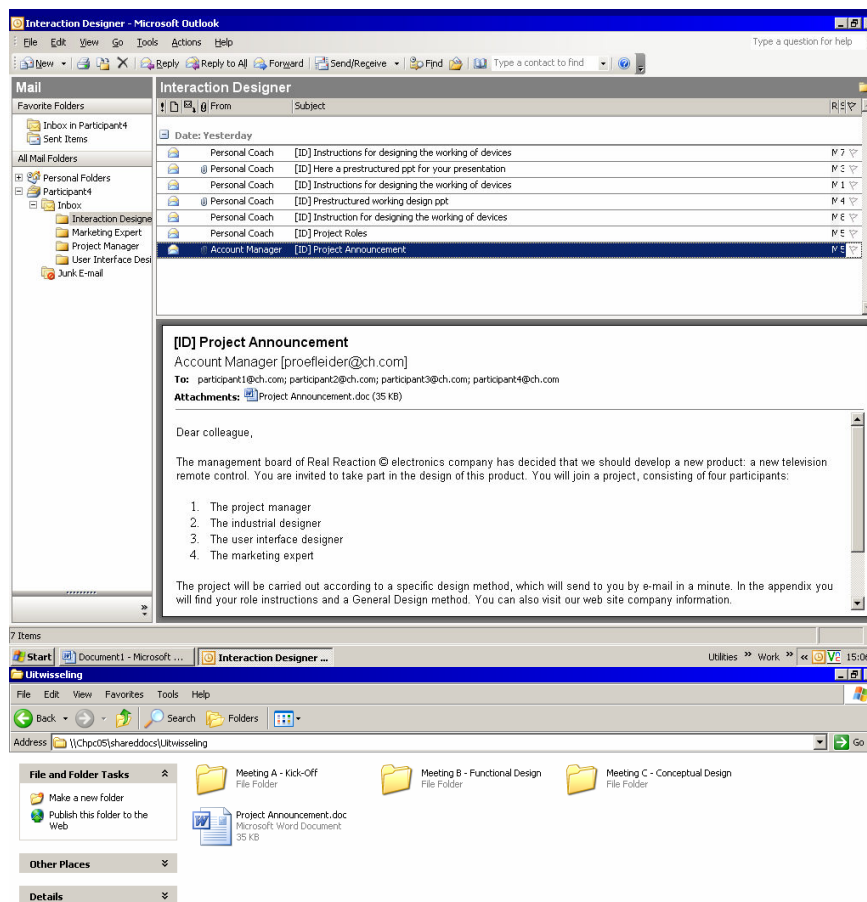 Interaction Designer - Microsoft Outlook
File Edit View Go Tools Actions Help Type a question for help
New Reply Reply to All Forward Send/Receive Find Type a contact to find
Mail Interaction Designer
Favorite Folders From Subject
Inbox in Participant4
Sent Items
Date: Yesterday
All Mail Folders
Personal Coach [ID] Instructions for designing the working of devices
Personal Coach [ID] Here a prestructured ppt for your presentation
Personal Coach [ID] Instructions for designing the working of devices
Personal Coach [ID] Prestructured working design ppt
Personal Coach [ID] Instruction for designing the working of devices
Personal Coach [ID] Project Roles
Account Manager [ID] Project Announcement
Personal Folders
Participant4
Inbox
Interaction Designe
Marketing Expert
Project Manager
User Interface Desi
Junk E-mail
[ID] Project Announcement
Account Manager [proefleider@ch.com]
To: participant1@ch.com; participant2@ch.com; participant3@ch.com; participant4@ch.com
Attachments: Project Announcement.doc (35 KB)
Dear colleague,
The management board of Real Reaction © electronics company has decided that we should develop a new product: a new television
remote control. You are invited to take part in the design of this product. You will join a project, consisting of four participants:
1. The project manager
2. The industrial designer
3. The user interface designer
4. The marketing expert
The project will be carried out according to a specific design method, which will send to you by e-mail in a minute. In the appendix you
will find your role instructions and a General Design method. You can also visit our web site company information.
7 Items
Start Document1 - Microsoft ... Interaction Designer ... Utilities » Work » « 15:06
Uitwisseling
File Edit View Favorites Tools Help
Back Search Folders
Address \\Chpc05\shareddocs\Uitwisseling Go
File and Folder Tasks
Make a new folder
Publish this folder to the
Web
Other Places
Details
Meeting A - Kick-Off
File Folder
Meeting B - Functional Design
File Folder
Meeting C - Conceptual Design
File Folder
Project Announcement.doc
Microsoft Word Document
35 KB